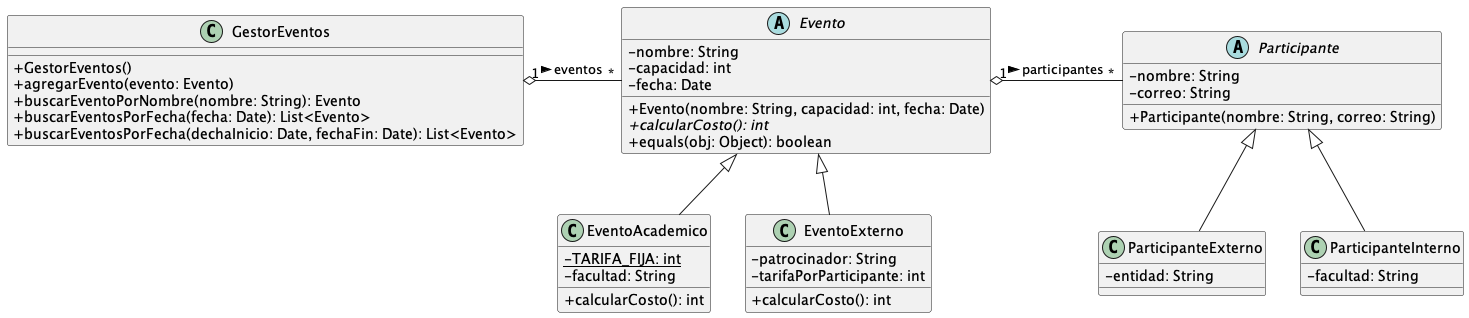 C GestorEventos
+GestorEventos()
+agregarEvento(evento: Evento)
+buscarEventoPorNombre(nombre: String): Evento
+buscarEventosPorFecha(fecha: Date): List<Evento>
+buscarEventosPorFecha(dechaInicio: Date, fechaFin: Date): List<Evento>
1 eventos *
A Evento
-nombre: String
-capacidad: int
-fecha: Date
+Evento(nombre: String, capacidad: int, fecha: Date)
+calcularCosto(): int
+equals(obj: Object): boolean
1 participantes *
A Participante
-nombre: String
-correo: String
+Participante(nombre: String, correo: String)
C EventoAcademico
-TARIFA_FIJA: int
-facultad: String
+calcularCosto(): int
C EventoExterno
-patrocinador: String
-tarifaPorParticipante: int
+calcularCosto(): int
C ParticipanteExterno
-entidad: String
C ParticipanteInterno
-facultad: String